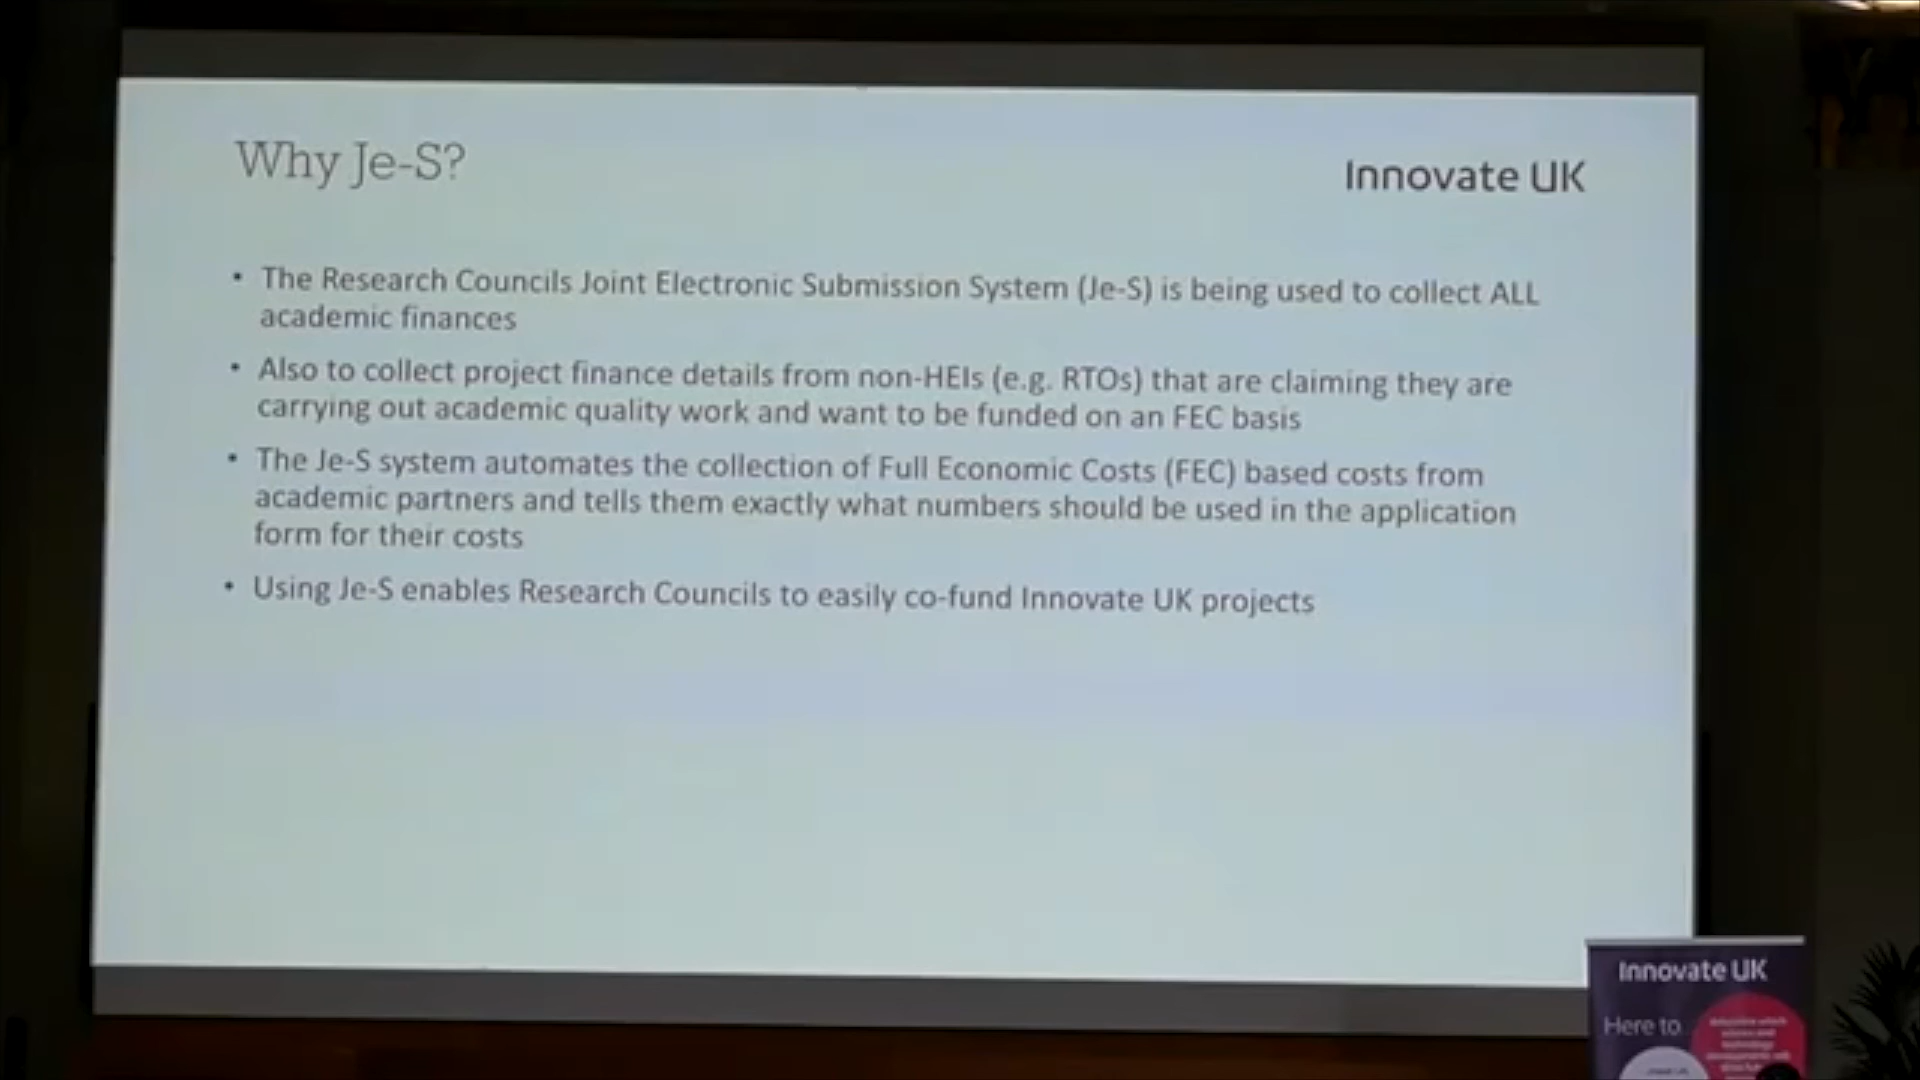 Why Je-S?
Innovate UK
• The Research Councils Joint Electronic Submission System (Je-S) is being used to collect ALL
academic finances
• Also to collect project finance details from non-HEIs (e.g. RTOs) that are claiming they are
carrying out academic quality work and want to be funded on an FEC basis
• The Je-S system automates the collection of Full Economic Costs (FEC) based costs from
academic partners and tells them exactly what numbers should be used in the application
form for their costs
• Using Je-S enables Research Councils to easily co-fund Innovate UK projects
Innovate UK
Here to